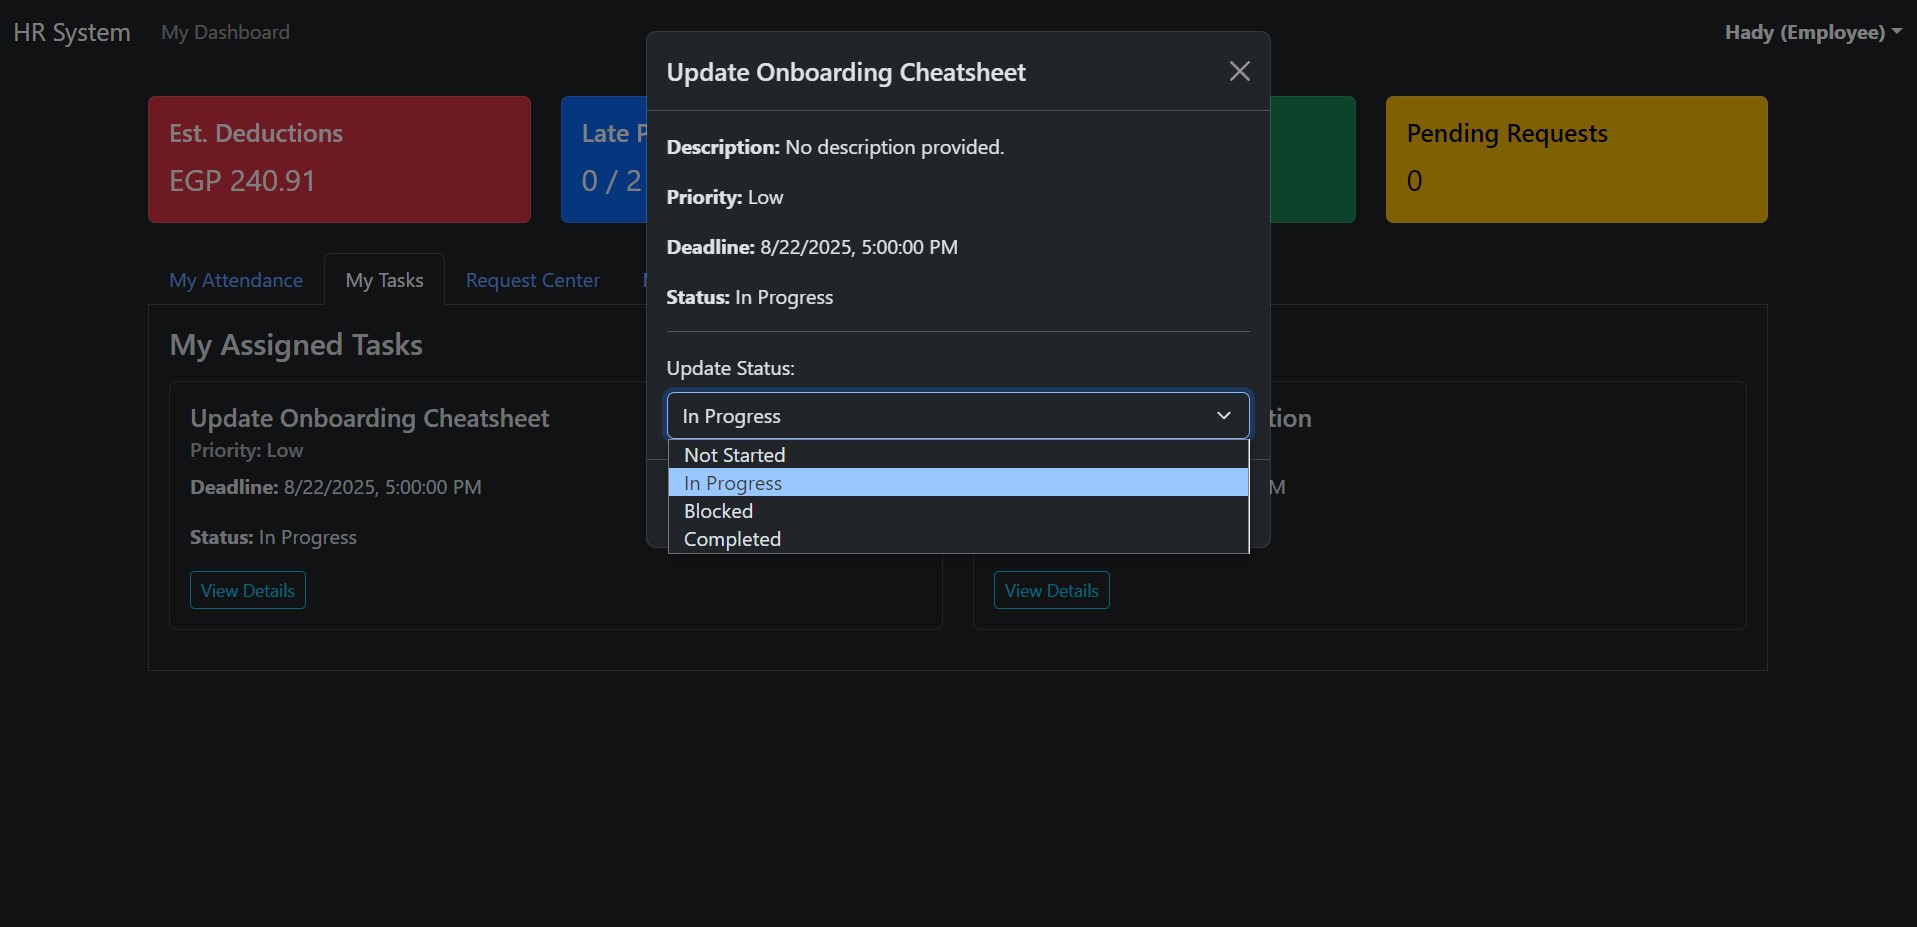 HR System
My Dashboard
Hady (Employee)
Est. Deductions
EGP 240.91
Late
0 / 2
Pending Requests
0
My Attendance
My Tasks
Request Center
My Assigned Tasks
Update Onboarding Cheatsheet
Priority: Low
Deadline: 8/22/2025, 5:00:00 PM
Status: In Progress
View Details
View Details
Update Onboarding Cheatsheet
Description: No description provided.
Priority: Low
Deadline: 8/22/2025, 5:00:00 PM
Status: In Progress
Update Status:
In Progress
Not Started
In Progress
Blocked
Completed